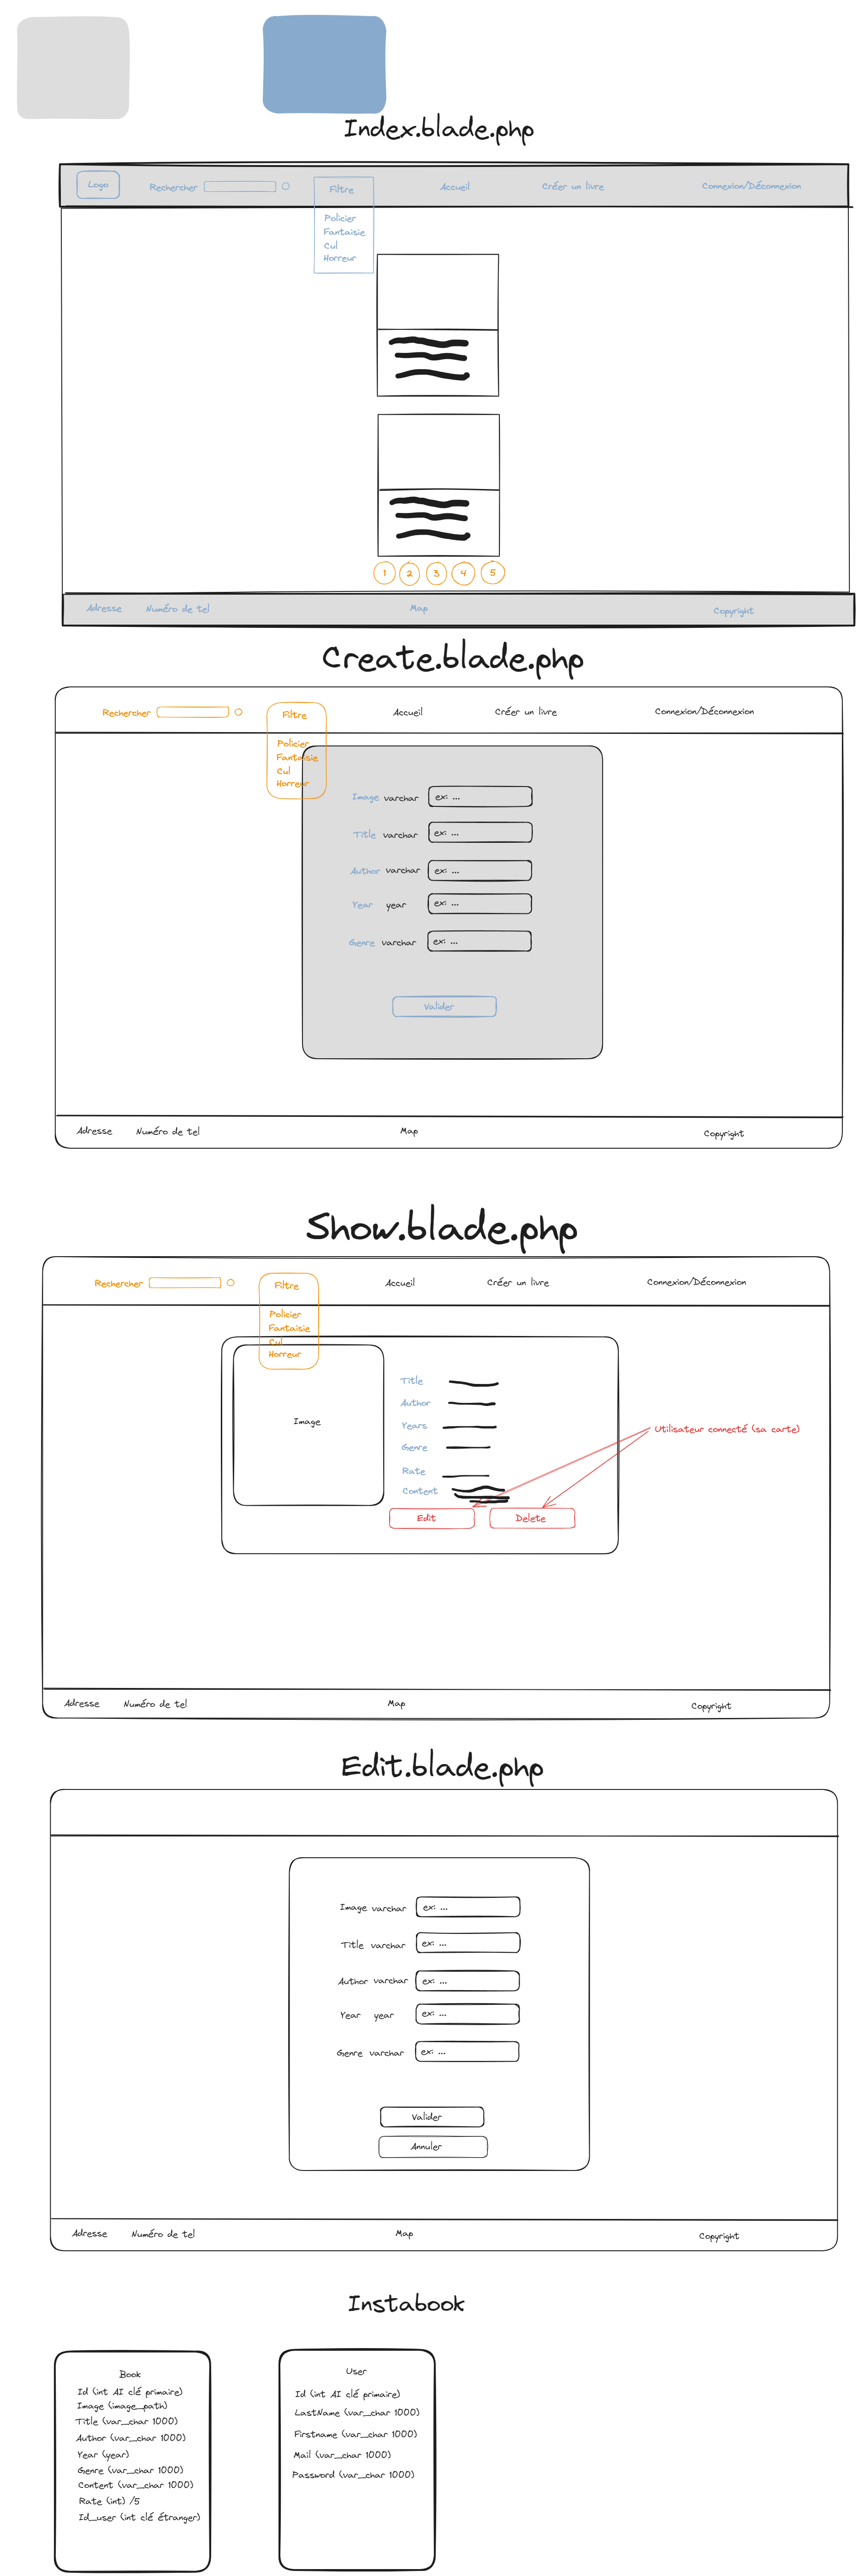 Index.blade.php
Logo Rechercher Filtre Accueil Créer un livre Connexion/Déconnexion
Policier
Fantaisie
Cul
Horreur
1 2 3 4 5
Adresse Numéro de tel Map Copyright
Create.blade.php
Rechercher Filtre Accueil Créer un livre Connexion/Déconnexion
Policier
Fantaisie
Cul
Horreur
Image varchar ex: ...
Title varchar ex: ...
Author varchar ex: ...
Year year ex: ...
Genre varchar ex: ...
Valider
Adresse Numéro de tel Map Copyright
Show.blade.php
Rechercher Filtre Accueil Créer un livre Connexion/Déconnexion
Policier
Fantaisie
Cul
Horreur
Image
Title
Author
Years
Genre
Rate
Content
Utilisateur connecté (sa carte)
Edit Delete
Adresse Numéro de tel Map Copyright
Edit.blade.php
Image varchar ex: ...
Title varchar ex: ...
Author varchar ex: ...
Year year ex: ...
Genre varchar ex: ...
Valider
Annuler
Adresse Numéro de tel Map Copyright
Instabook
Book
Id (int AI clé primaire)
Image (image_path)
Title (var_char 1000)
Author (var_char 1000)
Year (year)
Genre (var_char 1000)
Content (var_char 1000)
Rate (int) /5
Id_user (int clé étranger)
User
Id (int AI clé primaire)
LastName (var_char 1000)
Firstname (var_char 1000)
Mail (var_char 1000)
Password (var_char 1000)